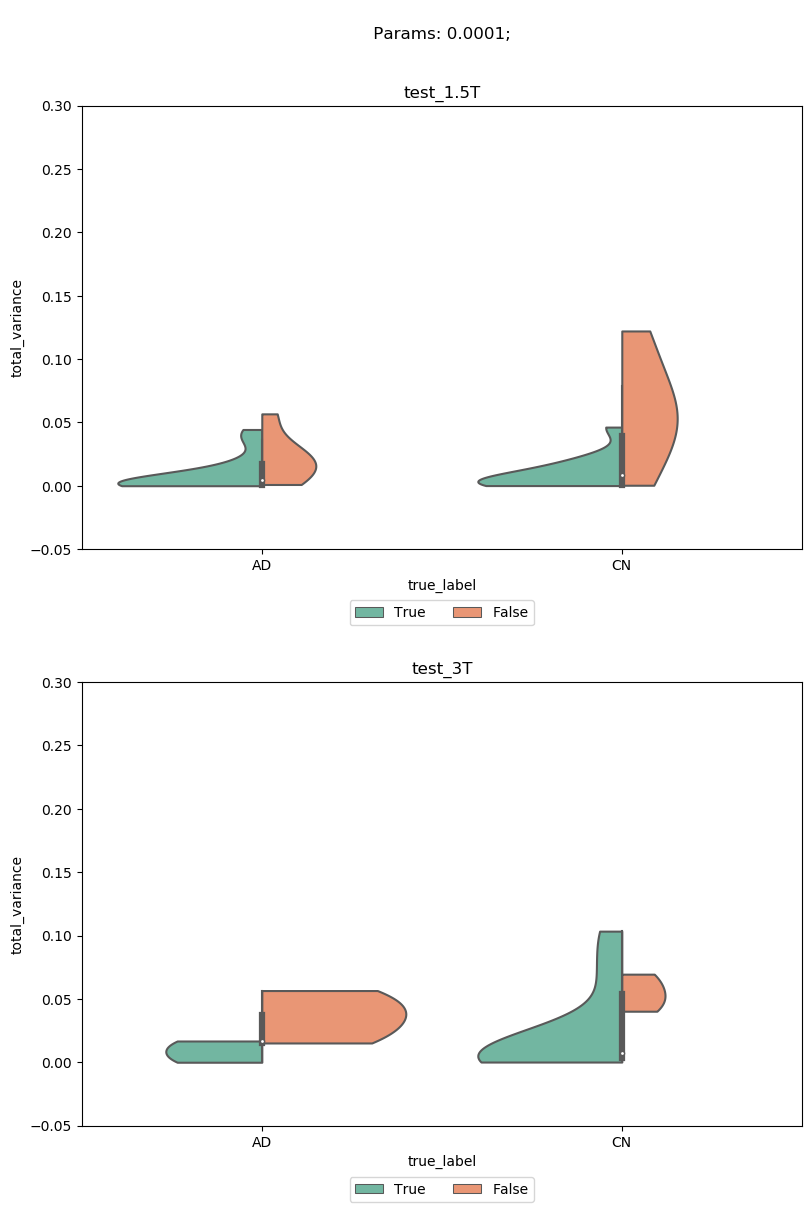 Params: 0.0001;
test_1.5T
0.30
0.25
0.20
0.15
0.10
0.05
0.00
−0.05
total_variance
AD CN
true_label
True False
test_3T
0.30
0.25
0.20
0.15
0.10
0.05
0.00
−0.05
total_variance
AD CN
true_label
True False